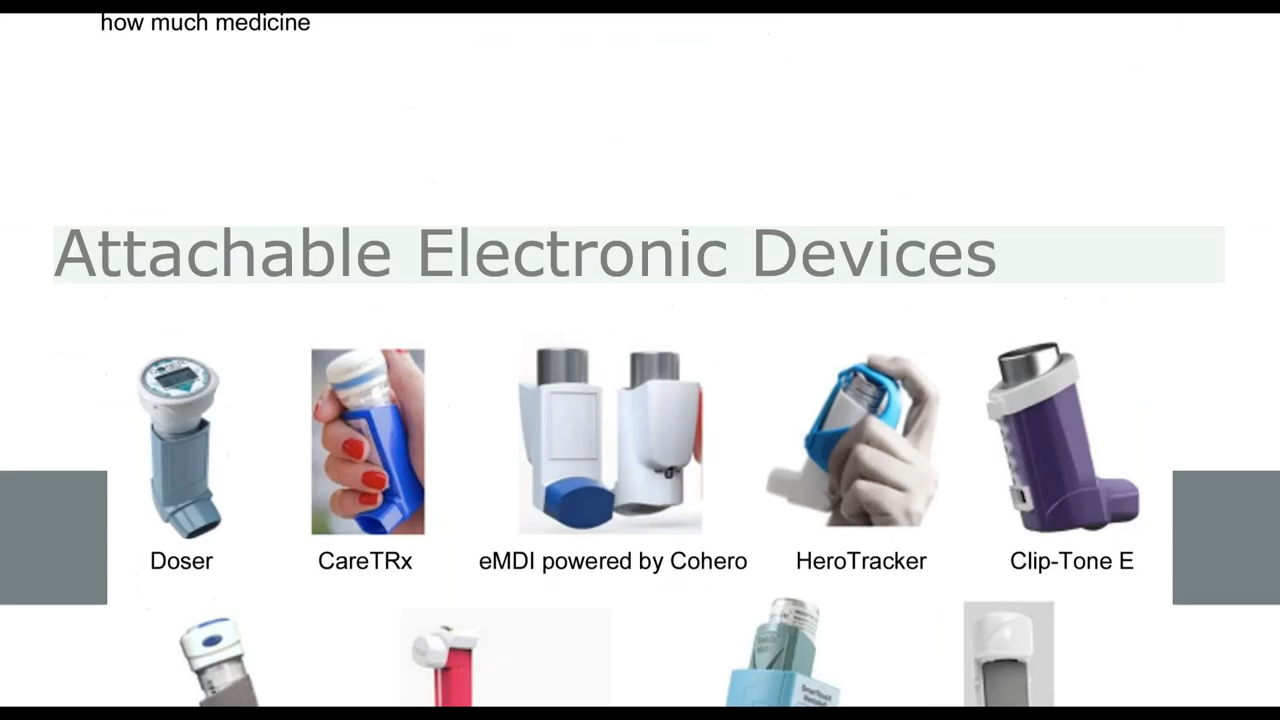 how much medicine
Attachable Electronic Devices
Doser
CareTRx
eMDI powered by Cohero
HeroTracker
Clip-Tone E